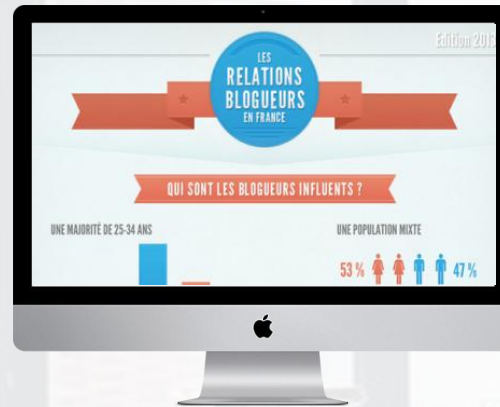 Edition 2013
LES
RELATIONS
BLOGUEURS
EN FRANCE
QUI SONT LES BLOGUEURS INFLUENTS ?
UNE MAJORITÉ DE 25-34 ANS
UNE POPULATION MIXTE
53 % 47 %